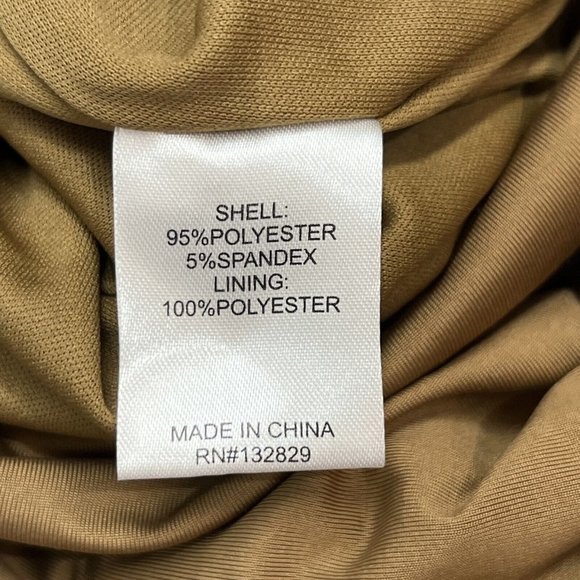 SHELL:
95%POLYESTER
5%SPANDEX
LINING:
100%POLYESTER
MADE IN CHINA
RN#132829